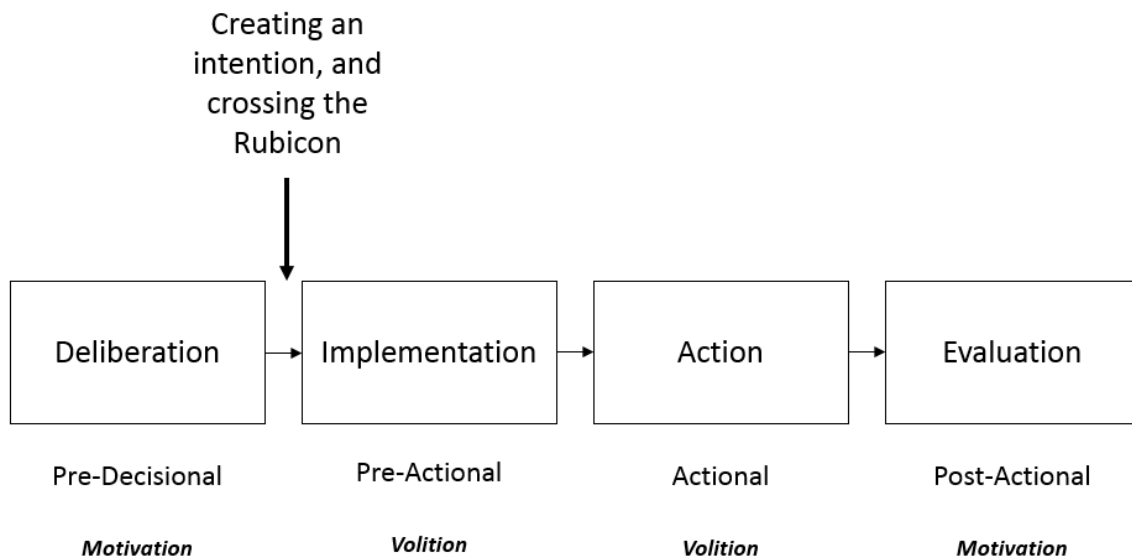 Creating an
intention, and
crossing the
Rubicon
Deliberation
Implementation
Action
Evaluation
Pre-Decisional
Pre-Actional
Actional
Post-Actional
Motivation
Volition
Volition
Motivation